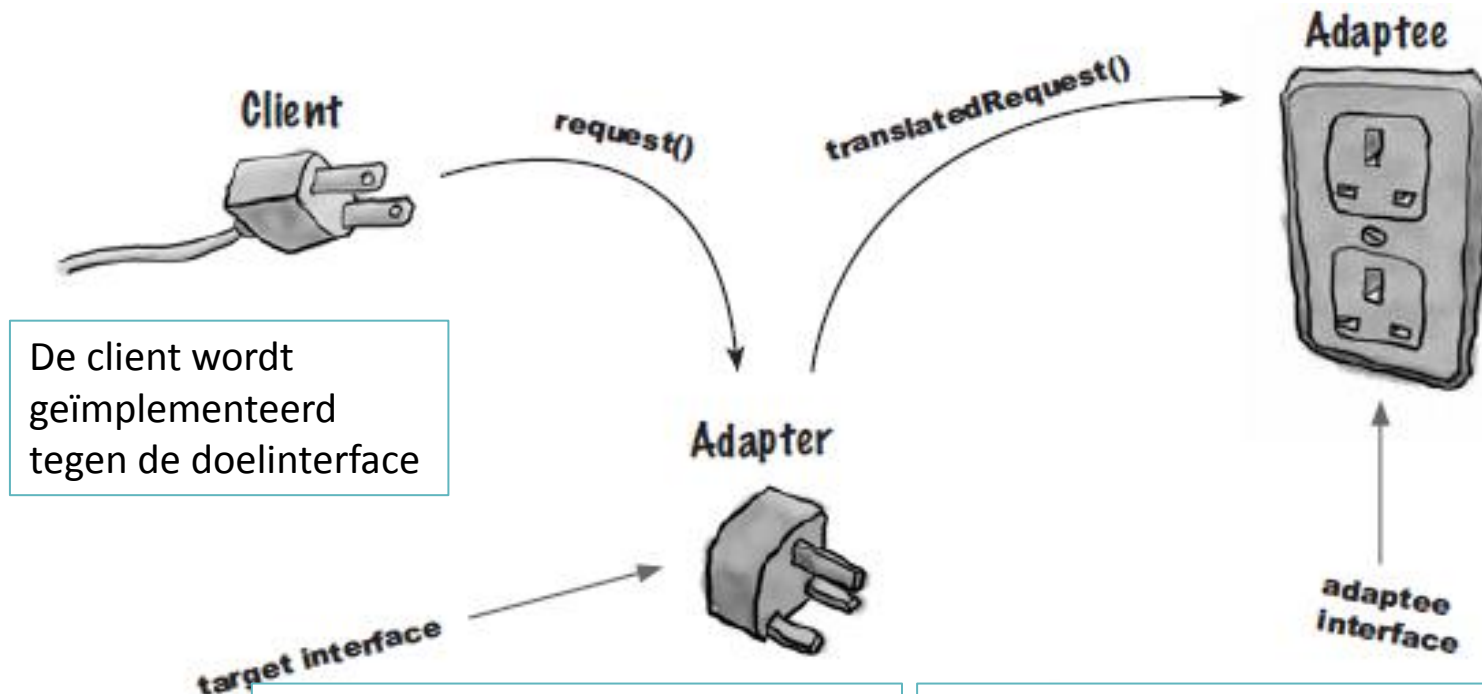 Adaptee
Client
request()
translatedRequest()
De client wordt
geïmplementeerd
tegen de doelinterface
Adapter
target interface
adaptee
interface